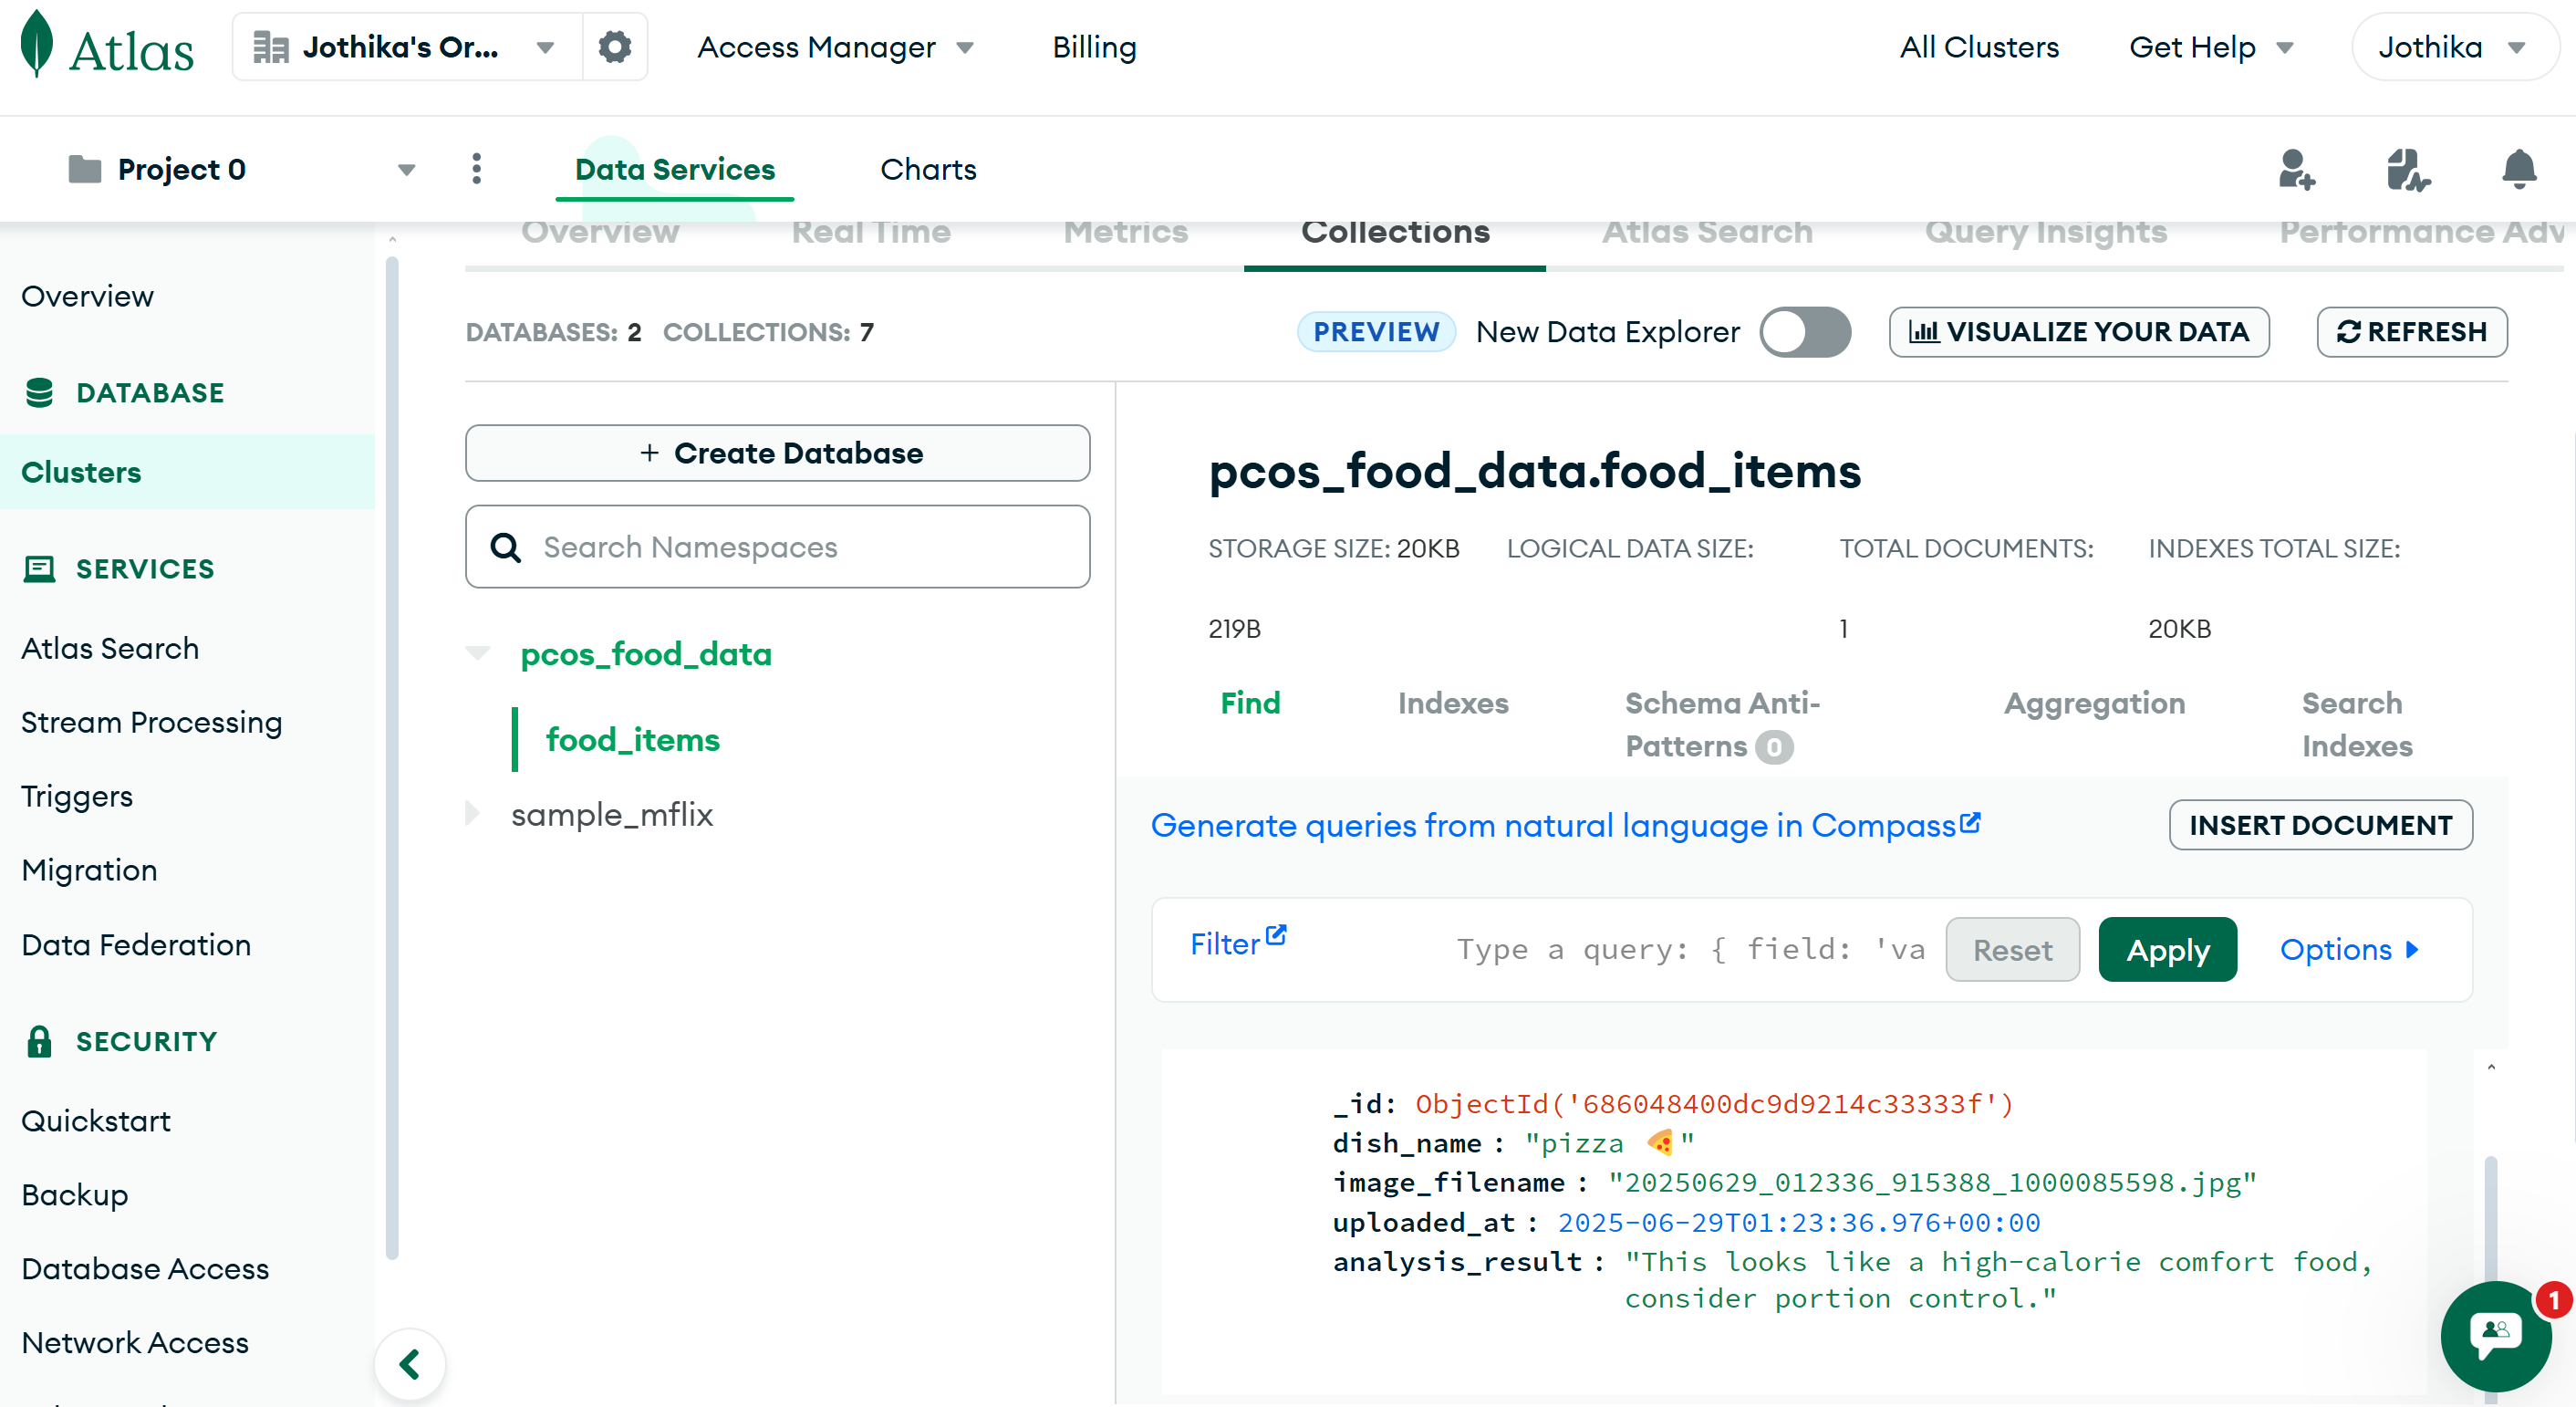 Atlas
Jothika's Or...
Access Manager
Billing
All Clusters
Get Help
Jothika
Project 0
Data Services
Charts
Overview
Real Time
Metrics
Collections
Atlas Search
Query Insights
Performance Adv
Overview
DATABASE
Clusters
SERVICES
Atlas Search
Stream Processing
Triggers
Migration
Data Federation
SECURITY
Quickstart
Backup
Database Access
Network Access
DATABASES: 2 COLLECTIONS: 7
PREVIEW New Data Explorer
VISUALIZE YOUR DATA
REFRESH
+ Create Database
Search Namespaces
pcos_food_data
food_items
sample_mflix
pcos_food_data.food_items
STORAGE SIZE: 20KB LOGICAL DATA SIZE: TOTAL DOCUMENTS: INDEXES TOTAL SIZE:
219B 1 20KB
Find
Indexes
Schema Anti-
Patterns 0
Aggregation
Search
Indexes
Generate queries from natural language in Compass
INSERT DOCUMENT
Filter
Type a query: { field: 'va
Reset
Apply
Options
_id: ObjectId('686048400dc9d9214c33333f')
dish_name : "pizza 🍕"
image_filename : "20250629_012336_915388_1000085598.jpg"
uploaded_at : 2025-06-29T01:23:36.976+00:00
analysis_result : "This looks like a high-calorie comfort food,
consider portion control."
1